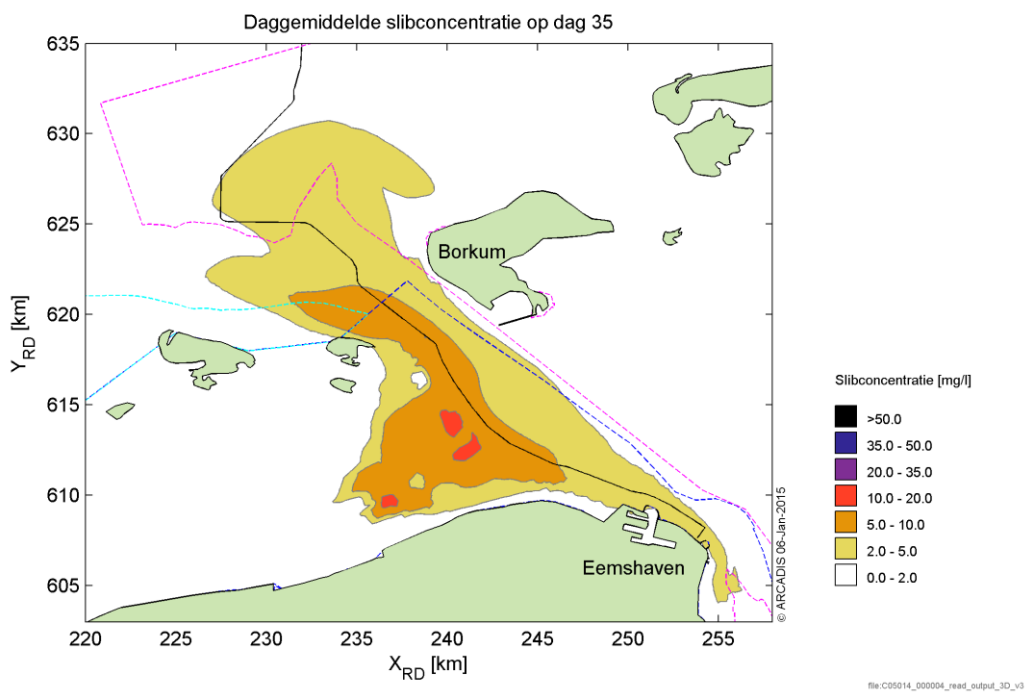 Daggemiddelde slibconcentratie op dag 35
635
630
625
620
615
610
605
Y_RD [km]
220 225 230 235 240 245 250 255
X_RD [km]
Borkum
Eemshaven
© ARCADIS 06-Jan-2015
Slibconcentratie [mg/l]
>50.0
35.0 - 50.0
20.0 - 35.0
10.0 - 20.0
5.0 - 10.0
2.0 - 5.0
0.0 - 2.0
file:C05014_000004_read_output_3D_v3